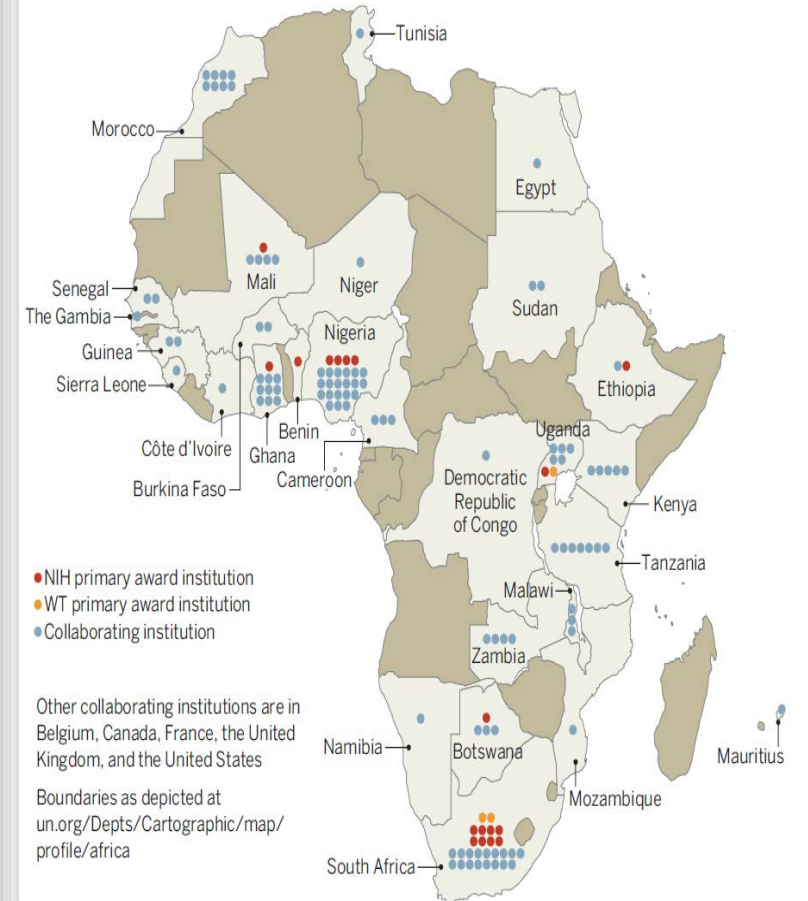 Tunisia
Morocco
Egypt
Mali
Niger
Sudan
Senegal
The Gambia
Nigeria
Guinea
Sierra Leone
Ethiopia
Benin
Uganda
Côte d'Ivoire
Ghana
Cameroon
Burkina Faso
Democratic
Republic
of Congo
Kenya
Tanzania
Malawi
NIH primary award institution
WT primary award institution
Collaborating institution
Zambia
Other collaborating institutions are in
Belgium, Canada, France, the United
Kingdom, and the United States
Namibia
Botswana
Mauritius
Mozambique
Boundaries as depicted at
un.org/Depts/Cartographic/map/
profile/africa
South Africa